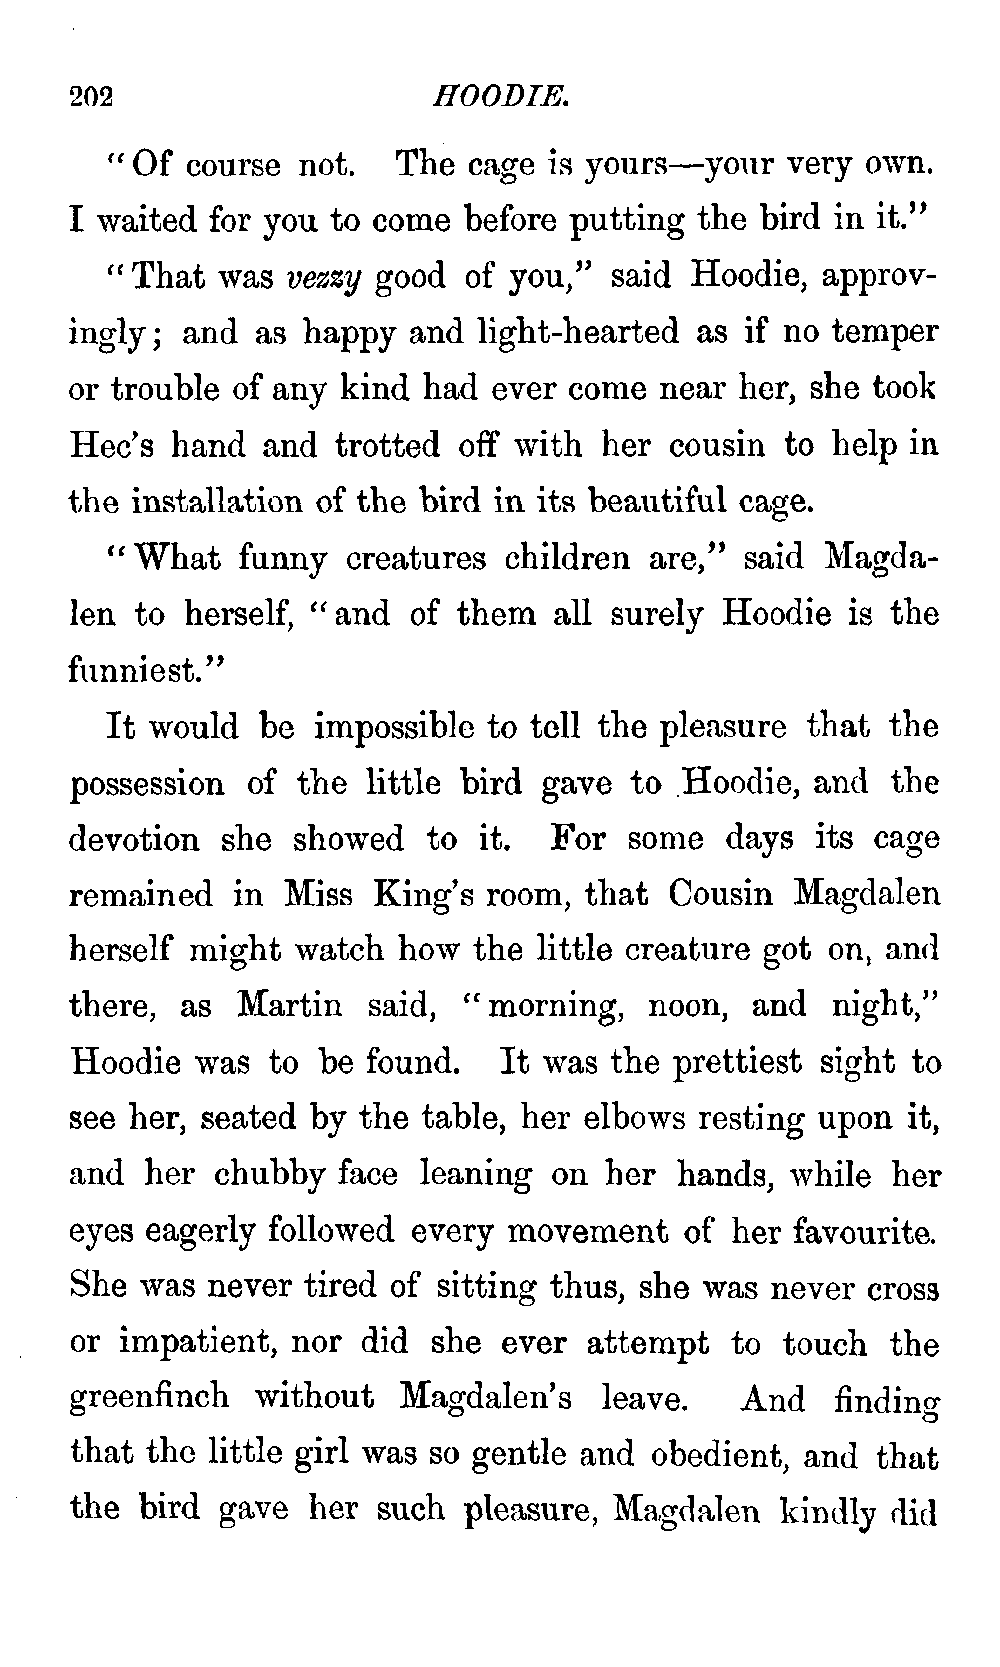 202 HOODIE.
“Of course not. The cage is yours—your very own.
I waited for you to come before putting the bird in it.”
“That was vezzy good of you,” said Hoodie, approv-
ingly; and as happy and light-hearted as if no temper
or trouble of any kind had ever come near her, she took
Hec’s hand and trotted off with her cousin to help in
the installation of the bird in its beautiful cage.
“What funny creatures children are,” said Magda-
len to herself, “and of them all surely Hoodie is the
funniest.”
It would be impossible to tell the pleasure that the
possession of the little bird gave to Hoodie, and the
devotion she showed to it. For some days its cage
remained in Miss King’s room, that Cousin Magdalen
herself might watch how the little creature got on, and
there, as Martin said, “morning, noon, and night,”
Hoodie was to be found. It was the prettiest sight to
see her, seated by the table, her elbows resting upon it,
and her chubby face leaning on her hands, while her
eyes eagerly followed every movement of her favourite.
She was never tired of sitting thus, she was never cross
or impatient, nor did she ever attempt to touch the
greenfinch without Magdalen’s leave. And finding
that the little girl was so gentle and obedient, and that
the bird gave her such pleasure, Magdalen kindly did